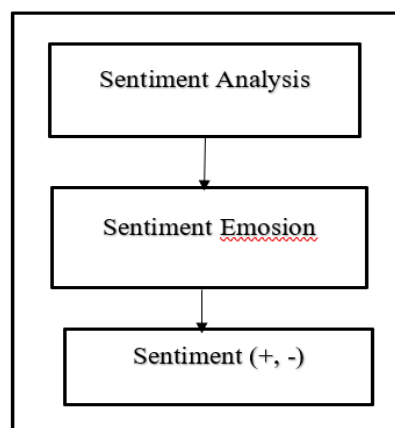 Sentiment Analysis
Sentiment Emosion
Sentiment (+, -)